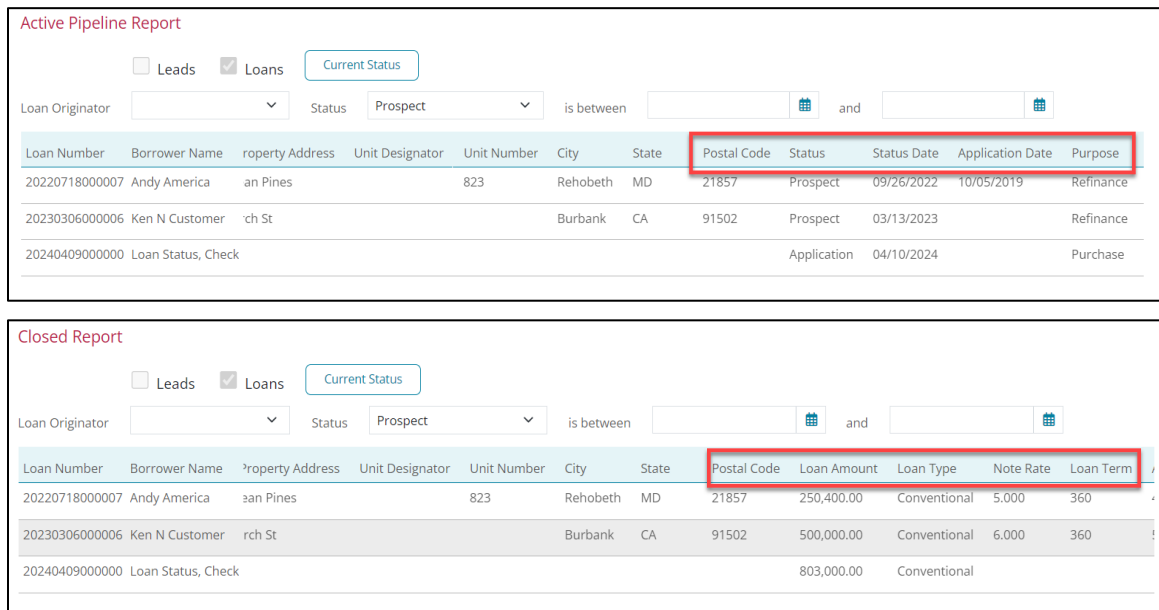 Active Pipeline Report
Leads Loans Current Status
Loan Originator Status Prospect is between and
Loan Number Borrower Name roperty Address Unit Designator Unit Number City State Postal Code Status Status Date Application Date Purpose
20220718000007 Andy America an Pines 823 Rehobeth MD 21857 Prospect 09/26/2022 10/05/2019 Refinance
20230306000006 Ken N Customer rch St Burbank CA 91502 Prospect 03/13/2023 Refinance
20240409000000 Loan Status, Check Application 04/10/2024 Purchase
Closed Report
Leads Loans Current Status
Loan Originator Status Prospect is between and
Loan Number Borrower Name Property Address Unit Designator Unit Number City State Postal Code Loan Amount Loan Type Note Rate Loan Term
20220718000007 Andy America ean Pines 823 Rehobeth MD 21857 250,400.00 Conventional 5.000 360
20230306000006 Ken N Customer rch St Burbank CA 91502 500,000.00 Conventional 6.000 360
20240409000000 Loan Status, Check 803,000.00 Conventional